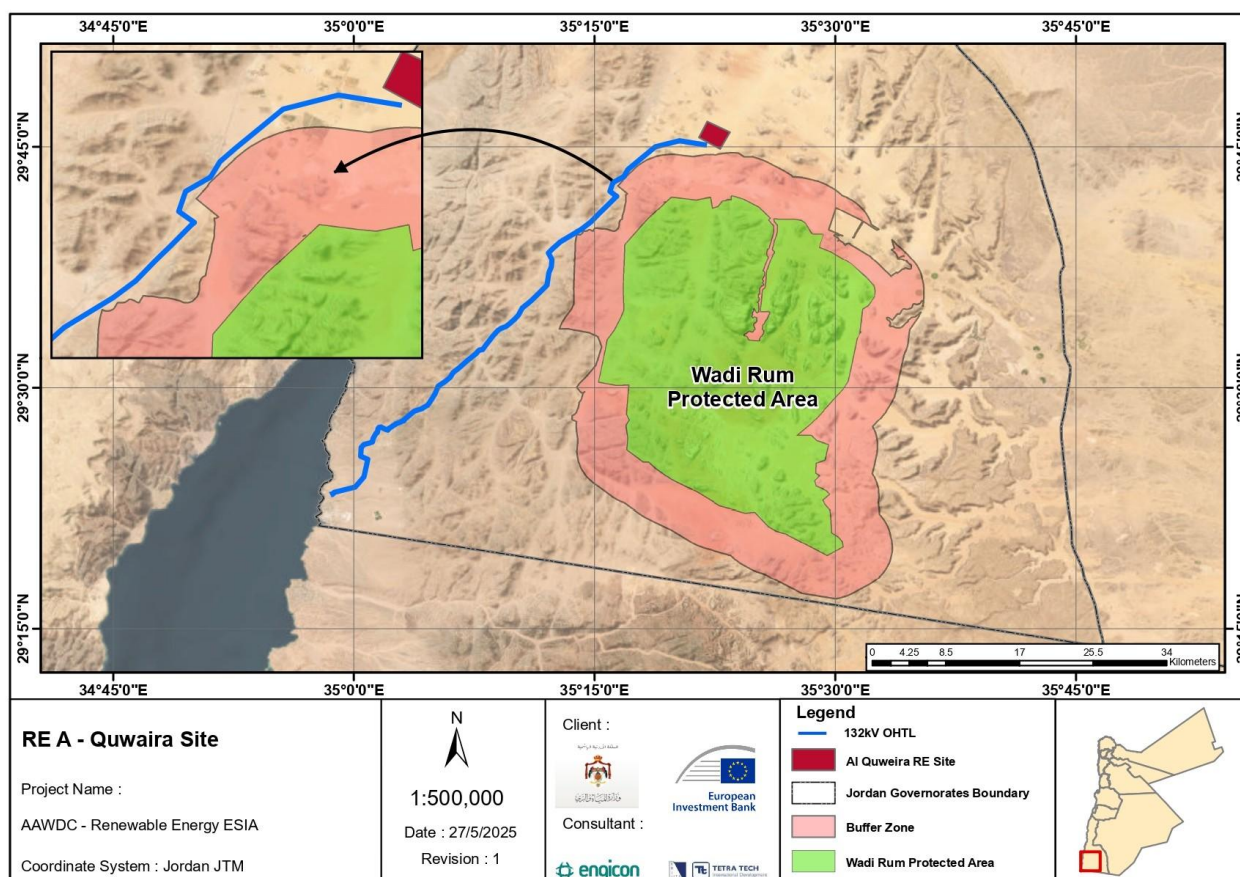 34°45'0"E
35°0'0"E
35°15'0"E
35°30'0"E
35°45'0"E
29°45'0"N
29°30'0"N
29°15'0"N
Wadi Rum
Protected Area
0 4.25 8.5 17 25.5 34
Kilometers
34°45'0"E
35°0'0"E
35°15'0"E
35°30'0"E
35°45'0"E
RE A - Quwaira Site
Project Name :
AAWDC - Renewable Energy ESIA
Coordinate System : Jordan JTM
N
1:500,000
Date : 27/5/2025
Revision : 1
Client :
European
Investment Bank
Consultant :
engicon
TETRA TECH
International Development
Legend
132kV OHTL
Al Quweira RE Site
Jordan Governorates Boundary
Buffer Zone
Wadi Rum Protected Area